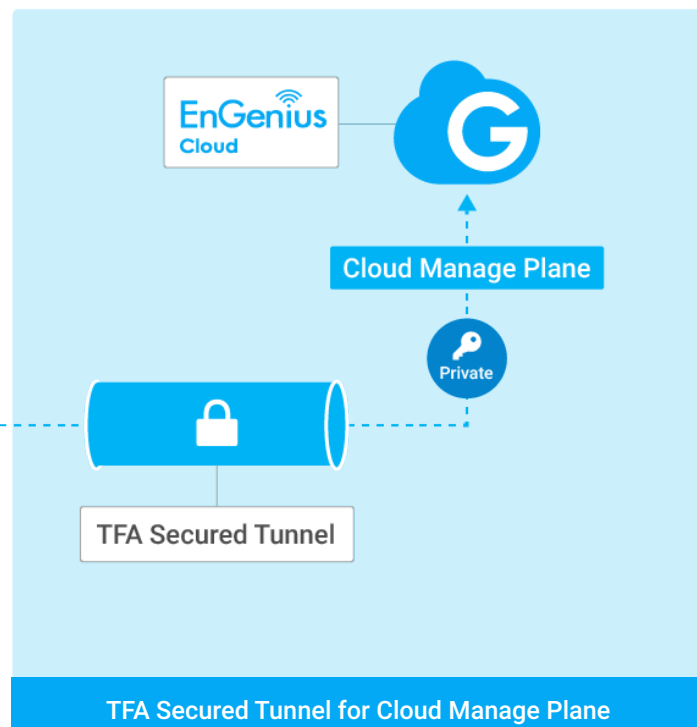 EnGenius
Cloud
G
Cloud Manage Plane
Private
TFA Secured Tunnel
TFA Secured Tunnel for Cloud Manage Plane